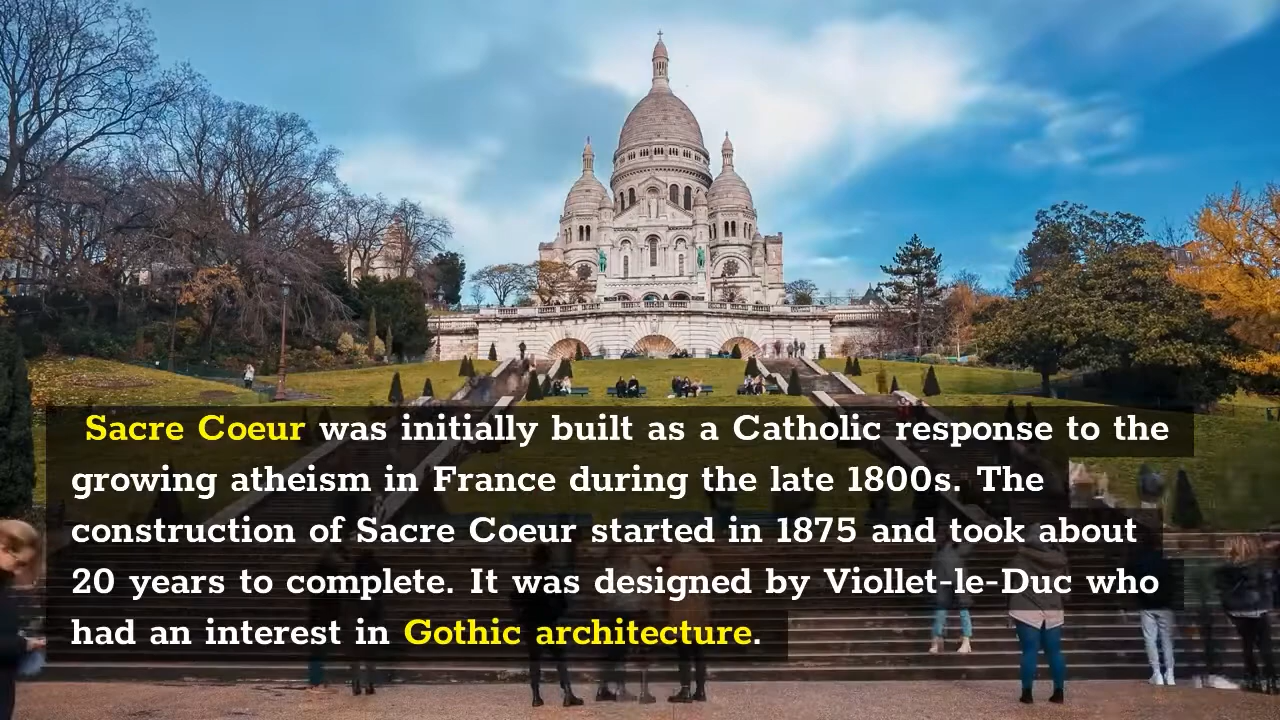 Sacre Coeur was initially built as a Catholic response to the
growing atheism in France during the late 1800s. The
construction of Sacre Coeur started in 1875 and took about
20 years to complete. It was designed by Viollet-le-Duc who
had an interest in Gothic architecture.